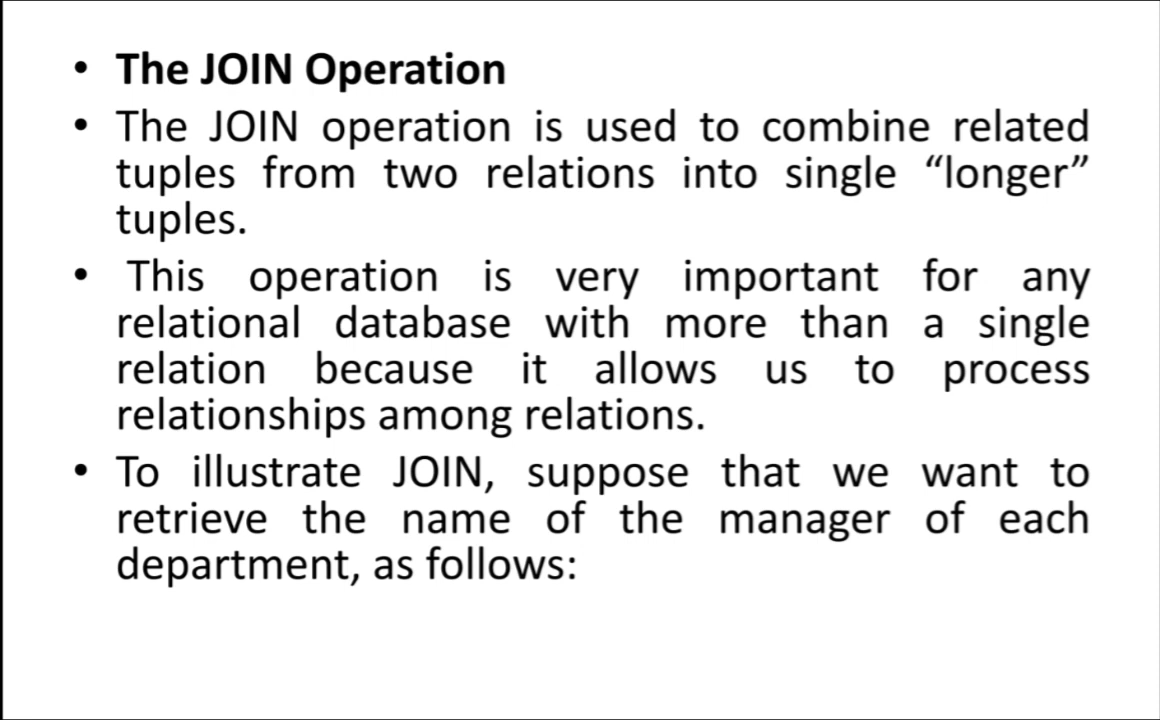 • The JOIN Operation
• The JOIN operation is used to combine related
tuples from two relations into single “longer”
tuples.
• This operation is very important for any
relational database with more than a single
relation because it allows us to process
relationships among relations.
• To illustrate JOIN, suppose that we want to
retrieve the name of the manager of each
department, as follows: